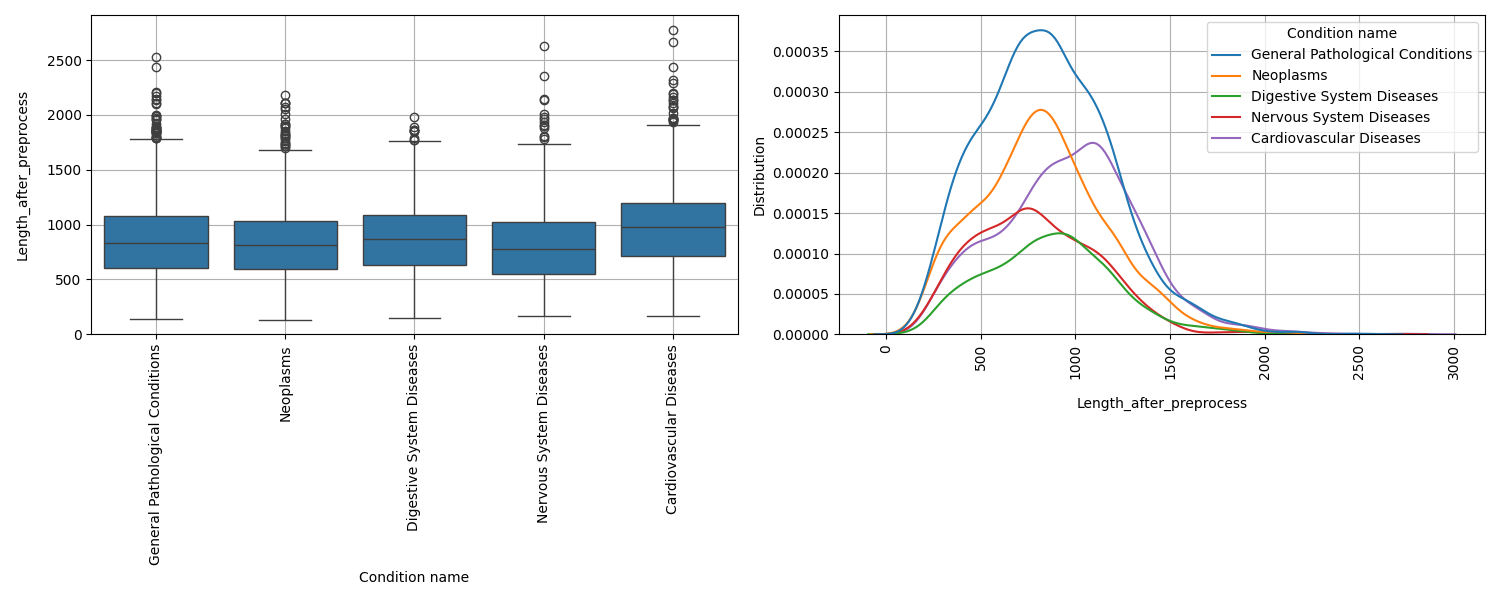 2500
2000
1500
1000
500
0
Length_after_preprocess
General Pathological Conditions
Neoplasms
Digestive System Diseases
Nervous System Diseases
Cardiovascular Diseases
Condition name
0.00035
0.00030
0.00025
0.00020
0.00015
0.00010
0.00005
0.00000
Distribution
0
500
1000
1500
2000
2500
3000
Length_after_preprocess
Condition name
General Pathological Conditions
Neoplasms
Digestive System Diseases
Nervous System Diseases
Cardiovascular Diseases